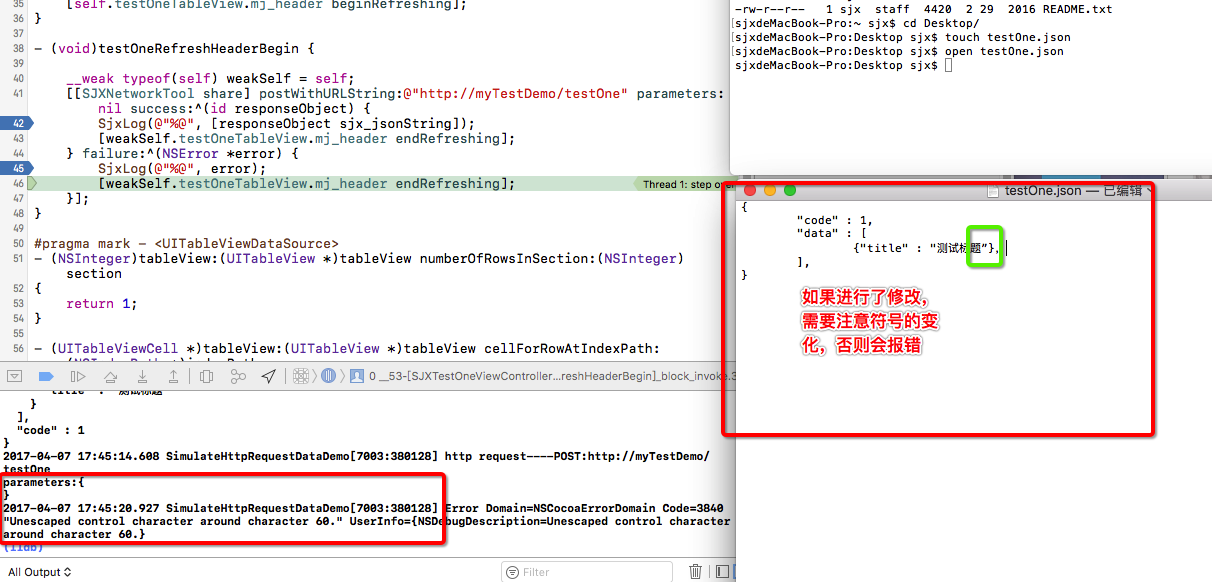 35 [self.testOneTableView.mj_header beginRefreshing];
36 }
37
38 - (void)testOneRefreshHeaderBegin {
39
40 __weak typeof(self) weakSelf = self;
41 [[SJXNetworkTool share] postWithURLString:@"http://myTestDemo/testOne" parameters:
nil success:^(id responseObject) {
42 SjxLog(@"%@", [responseObject sjx_jsonString]);
43 [weakSelf.testOneTableView.mj_header endRefreshing];
44 } failure:^(NSError *error) {
45 SjxLog(@"%@", error);
46 [weakSelf.testOneTableView.mj_header endRefreshing]; Thread 1: step over
47 }];
48 }
49
50 #pragma mark - <UITableViewDataSource>
51 - (NSInteger)tableView:(UITableView *)tableView numberOfRowsInSection:(NSInteger)
section
52 {
53 return 1;
54 }
55
56 - (UITableViewCell *)tableView:(UITableView *)tableView cellForRowAtIndexPath:
0 __53-[SJXTestOneViewController...reshHeaderBegin]_block_invoke.3
"title" : "测试标题"
}
],
"code" : 1
}
2017-04-07 17:45:14.608 SimulateHttpRequestDataDemo[7003:380128] http request----POST:http://myTestDemo/
testOne
parameters:{
}
2017-04-07 17:45:20.927 SimulateHttpRequestDataDemo[7003:380128] Error Domain=NSCocoaErrorDomain Code=3840
"Unescaped control character around character 60." UserInfo={NSDebugDescription=Unescaped control character
around character 60.}
(lldb)
All Output
Filter
-rw-r--r-- 1 sjx staff 4420 2 29 2016 README.txt
[sjxdeMacBook-Pro:~ sjx$ cd Desktop/
[sjxdeMacBook-Pro:Desktop sjx$ touch testOne.json
[sjxdeMacBook-Pro:Desktop sjx$ open testOne.json
sjxdeMacBook-Pro:Desktop sjx$
testOne.json — 已编辑
{
"code" : 1,
"data" : [
{"title" : "测试标题”},
],
}
如果进行了修改，
需要注意符号的变
化，否则会报错